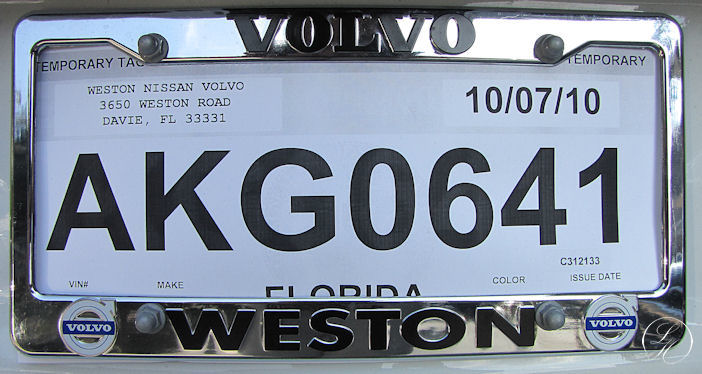 VOLVO
TEMPORARY TAG TEMPORARY
WESTON NISSAN VOLVO
3650 WESTON ROAD
DAVIE, FL 33331
10/07/10
AKG0641
C312133
VIN# MAKE COLOR ISSUE DATE
FLORIDA
VOLVO WESTON VOLVO